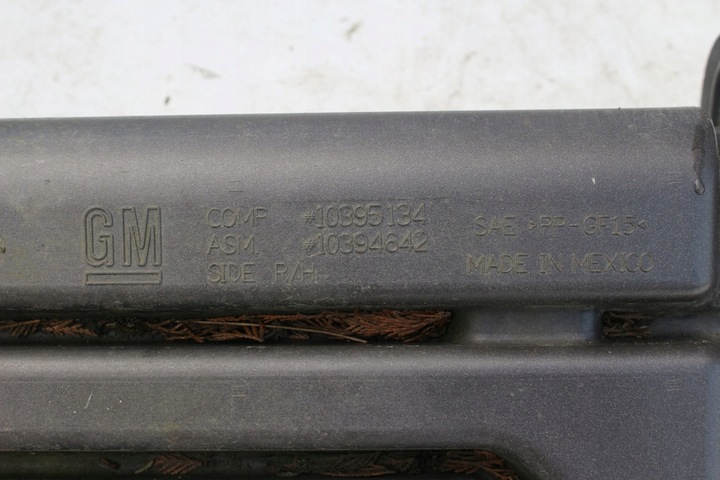 GM
COMP. #10395134
ASM. #10394642
SIDE R/H
SAE >PP-GF15<
MADE IN MEXICO